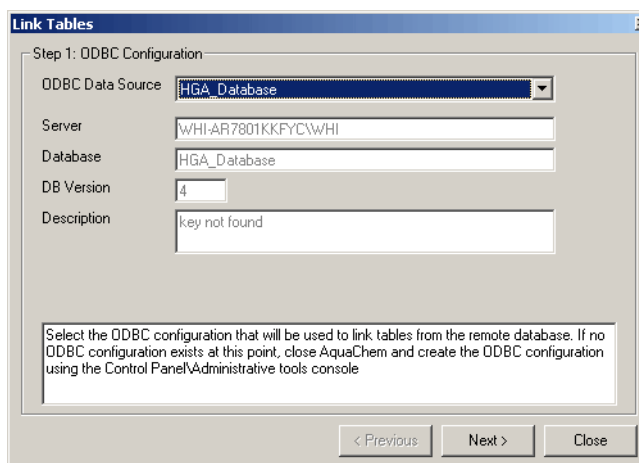 Link Tables
Step 1: ODBC Configuration
ODBC Data Source HGA_Database
Server WHI-AR7801KKFYC\WHI
Database HGA_Database
DB Version 4
Description key not found
Select the ODBC configuration that will be used to link tables from the remote database. If no
ODBC configuration exists at this point, close AquaChem and create the ODBC configuration
using the Control Panel\Administrative tools console
< Previous Next > Close